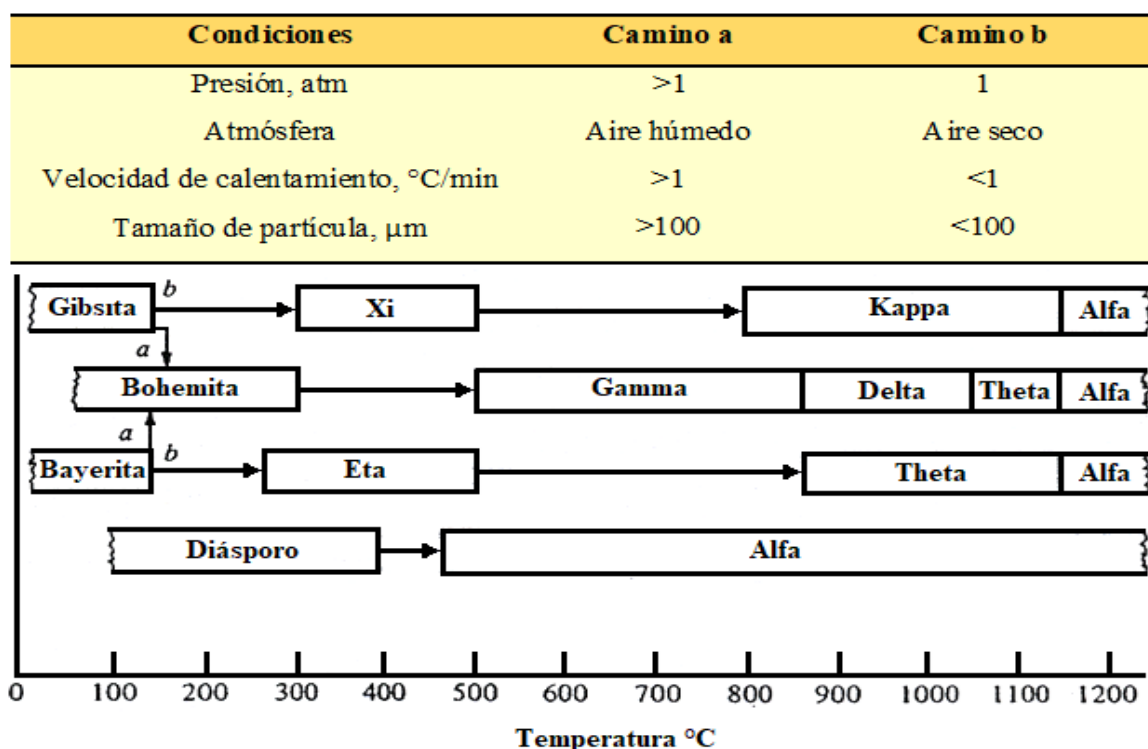 Condiciones Camino a Camino b
Presión, atm >1 1
Atmósfera Aire húmedo Aire seco
Velocidad de calentamiento, °C/min >1 <1
Tamaño de partícula, µm >100 <100
Gibsita b Xi Kappa Alfa
a
Bohemita Gamma Delta Theta Alfa
a
Bayerita b Eta Theta Alfa
Diásporo Alfa
0 100 200 300 400 500 600 700 800 900 1000 1100 1200
Temperatura °C